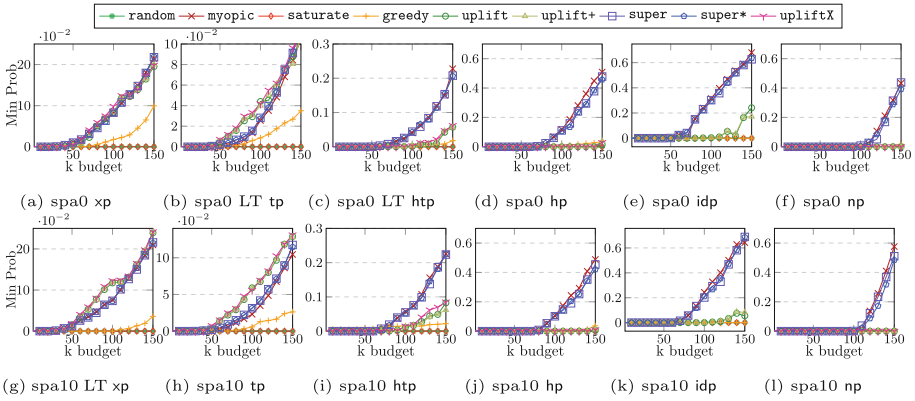 random myopic saturate greedy uplift uplift+ super super* upliftX
·10⁻² ·10⁻²
Min Prob.
20 10 0
10 8 6 4 2 0
0.3 0.2 0.1 0
0.6 0.4 0.2 0
0.6 0.4 0.2 0
0.6 0.4 0.2 0
50 100 150 50 100 150 50 100 150 50 100 150 50 100 150 50 100 150
k budget k budget k budget k budget k budget k budget
(a) spa0 xp (b) spa0 LT tp (c) spa0 LT htp (d) spa0 hp (e) spa0 idp (f) spa0 np
·10⁻² ·10⁻²
Min Prob.
20 10 0
10 5 0
0.3 0.2 0.1 0
0.6 0.4 0.2 0
0.6 0.4 0.2 0
0.6 0.4 0.2 0
50 100 150 50 100 150 50 100 150 50 100 150 50 100 150 50 100 150
k budget k budget k budget k budget k budget k budget
(g) spa10 LT xp (h) spa10 tp (i) spa10 htp (j) spa10 hp (k) spa10 idp (l) spa10 np